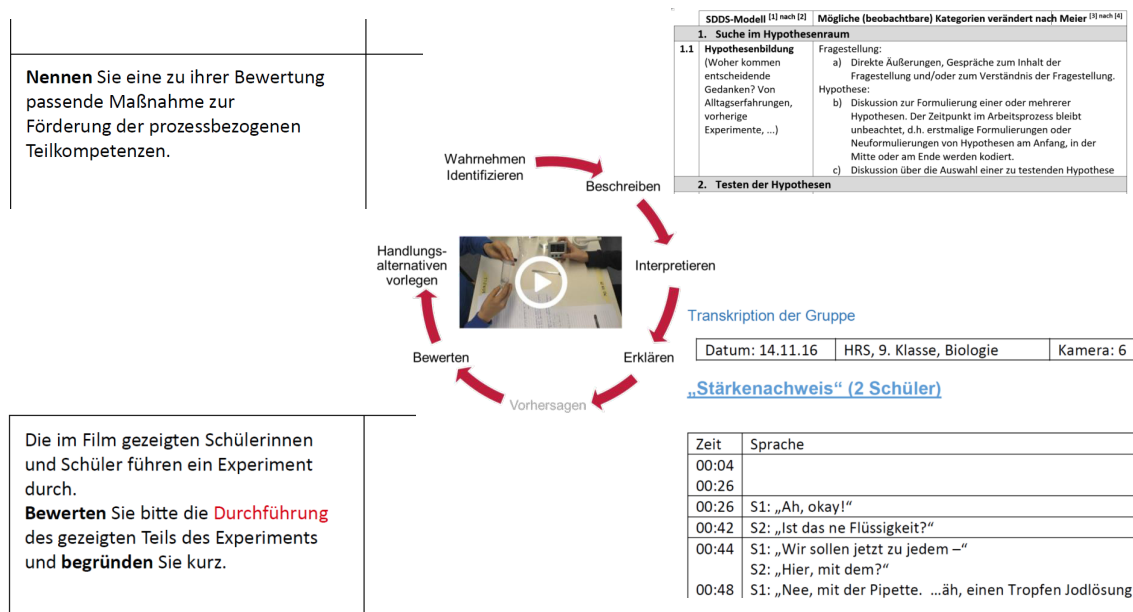 Nennen Sie eine zu ihrer Bewertung
passende Maßnahme zur
Förderung der prozessbezogenen
Teilkompetenzen.
SDDS-Modell [1] nach [2] Mögliche (beobachtbare) Kategorien verändert nach Meier [3] nach [4]
1. Suche im Hypothesenraum
1.1 Hypothesenbildung
(Woher kommen
entscheidende
Gedanken? Von
Alltagserfahrungen,
vorherige
Experimente, ...)
Fragestellung:
a) Direkte Äußerungen, Gespräche zum Inhalt der
Fragestellung und/oder zum Verständnis der Fragestellung.
Hypothese:
b) Diskussion zur Formulierung einer oder mehrerer
Hypothesen. Der Zeitpunkt im Arbeitsprozess bleibt
unbeachtet, d.h. erstmalige Formulierungen oder
Neuformulierungen von Hypothesen am Anfang, in der
Mitte oder am Ende werden kodiert.
c) Diskussion über die Auswahl einer zu testenden Hypothese
2. Testen der Hypothesen
Wahrnehmen
Identifizieren
Beschreiben
Interpretieren
Erklären
Vorhersagen
Bewerten
Handlungs-
alternativen
vorlegen
Transkription der Gruppe
Datum: 14.11.16 HRS, 9. Klasse, Biologie Kamera: 6
„Stärkenachweis“ (2 Schüler)
Zeit Sprache
00:04
00:26
00:26 S1: „Ah, okay!“
00:42 S2: „Ist das ne Flüssigkeit?“
00:44 S1: „Wir sollen jetzt zu jedem –“
S2: „Hier, mit dem?“
00:48 S1: „Nee, mit der Pipette. ...äh, einen Tropfen Jodlösung
Die im Film gezeigten Schülerinnen
und Schüler führen ein Experiment
durch.
Bewerten Sie bitte die Durchführung
des gezeigten Teils des Experiments
und begründen Sie kurz.